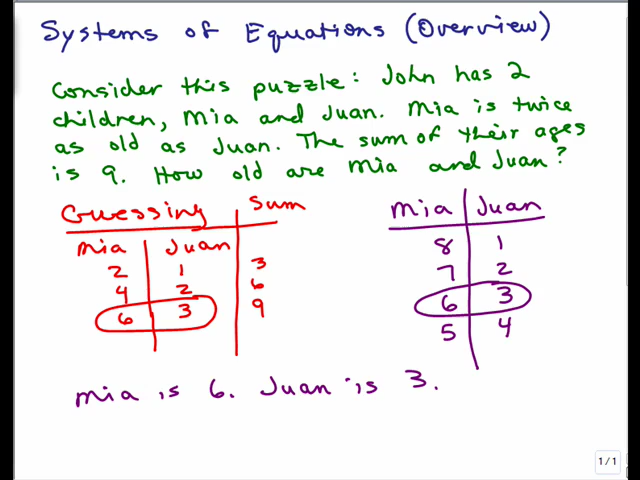 Systems of Equations (Overview)
Consider this puzzle: John has 2
children, Mia and Juan. Mia is twice
as old as Juan. The sum of their ages
is 9. How old are Mia and Juan?
Guessing Sum
Mia Juan
2 1 3
4 2 6
6 3 9
Mia Juan
8 1
7 2
6 3
5 4
Mia is 6. Juan is 3.
1/1